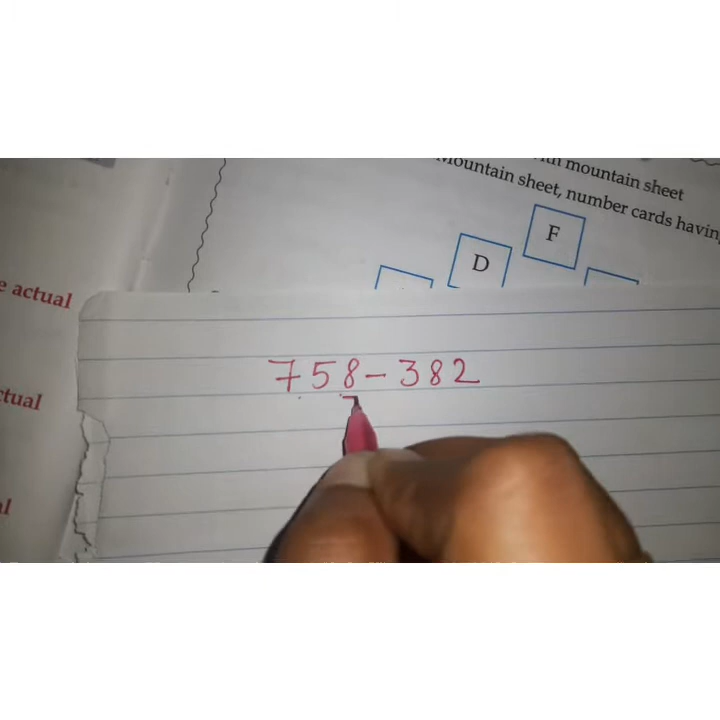 mountain sheet
Mountain sheet, number cards havin
F
D
e actual
758-382
ctual